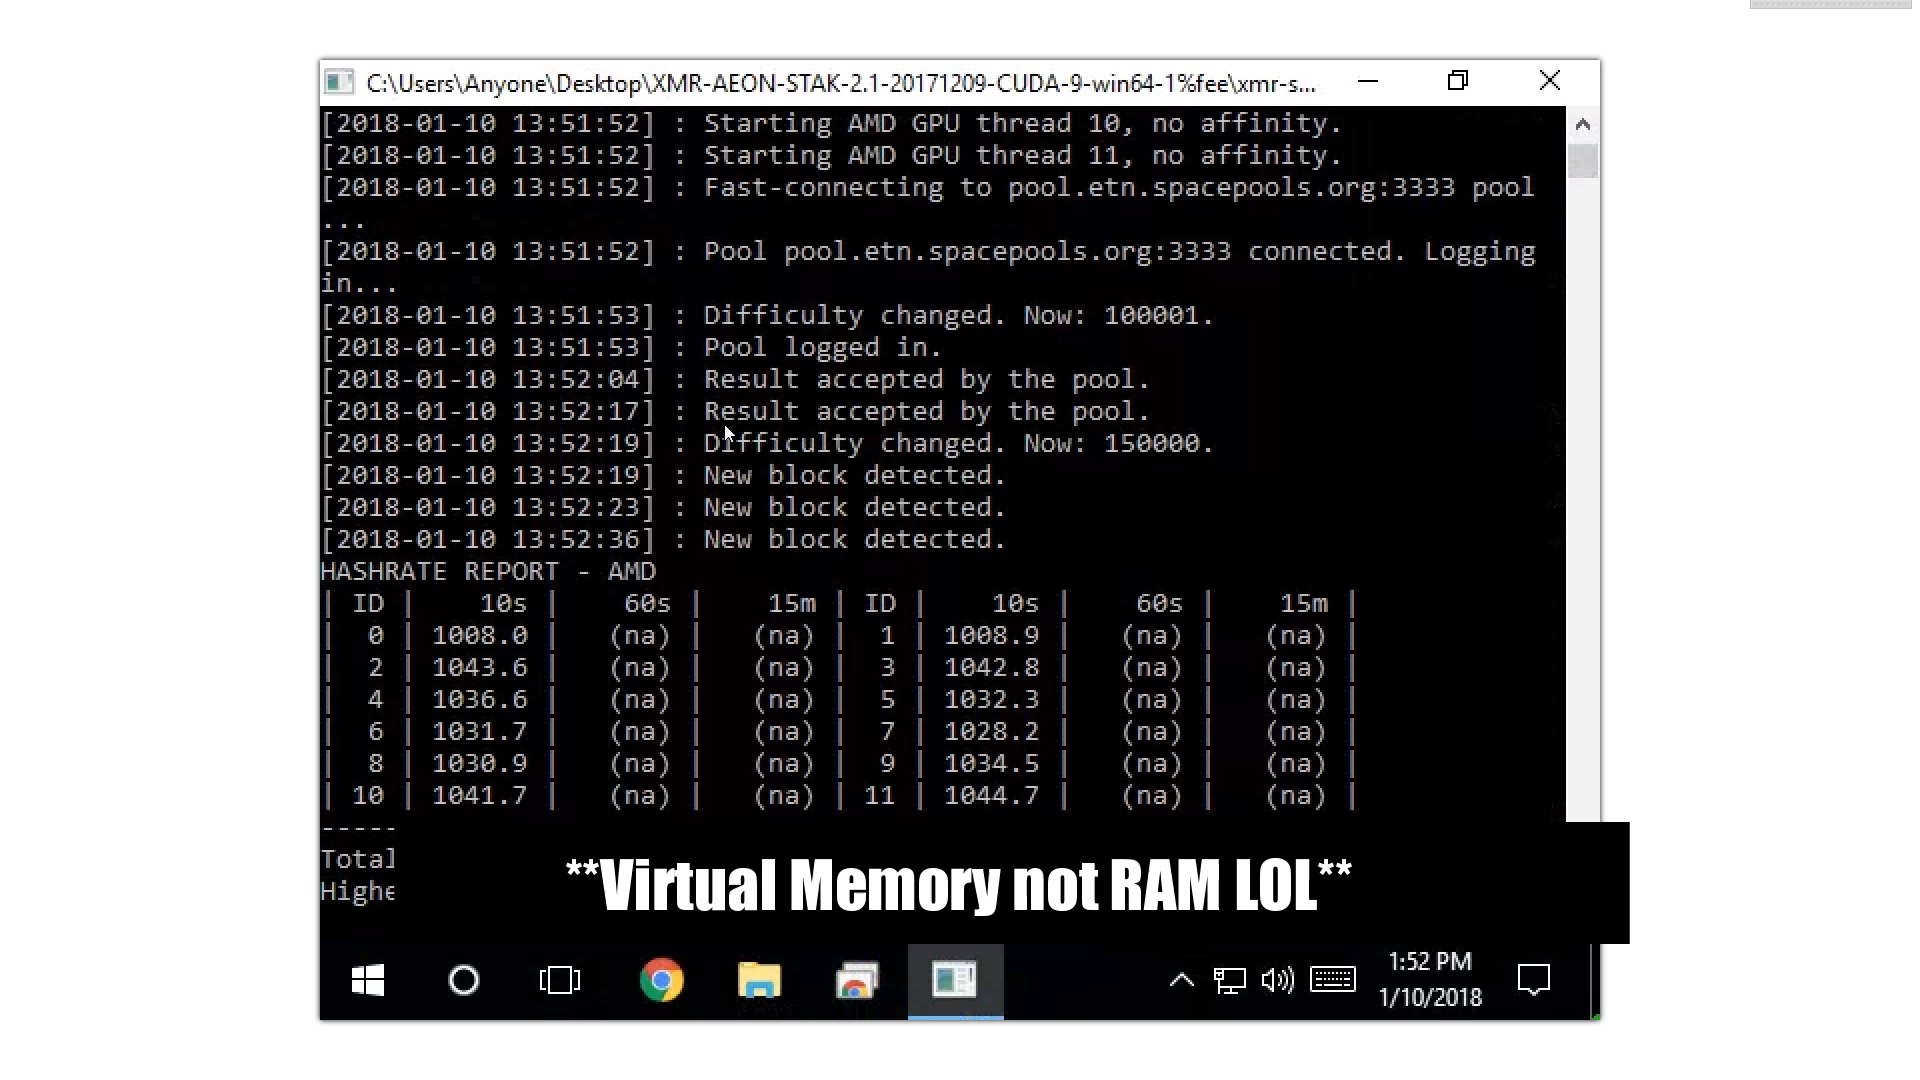 C:\Users\Anyone\Desktop\XMR-AEON-STAK-2.1-20171209-CUDA-9-win64-1%fee\xmr-s...
[2018-01-10 13:51:52] : Starting AMD GPU thread 10, no affinity.
[2018-01-10 13:51:52] : Starting AMD GPU thread 11, no affinity.
[2018-01-10 13:51:52] : Fast-connecting to pool.etn.spacepools.org:3333 pool
...
[2018-01-10 13:51:52] : Pool pool.etn.spacepools.org:3333 connected. Logging
in...
[2018-01-10 13:51:53] : Difficulty changed. Now: 100001.
[2018-01-10 13:51:53] : Pool logged in.
[2018-01-10 13:52:04] : Result accepted by the pool.
[2018-01-10 13:52:17] : Result accepted by the pool.
[2018-01-10 13:52:19] : Difficulty changed. Now: 150000.
[2018-01-10 13:52:19] : New block detected.
[2018-01-10 13:52:23] : New block detected.
[2018-01-10 13:52:36] : New block detected.
HASHRATE REPORT - AMD
| ID | 10s | 60s | 15m | ID | 10s | 60s | 15m |
| 0 | 1008.0 | (na) | (na) | 1 | 1008.9 | (na) | (na) |
| 2 | 1043.6 | (na) | (na) | 3 | 1042.8 | (na) | (na) |
| 4 | 1036.6 | (na) | (na) | 5 | 1032.3 | (na) | (na) |
| 6 | 1031.7 | (na) | (na) | 7 | 1028.2 | (na) | (na) |
| 8 | 1030.9 | (na) | (na) | 9 | 1034.5 | (na) | (na) |
| 10 | 1041.7 | (na) | (na) | 11 | 1044.7 | (na) | (na) |
-----
Total
Highe
**Virtual Memory not RAM LOL**
1:52 PM
1/10/2018